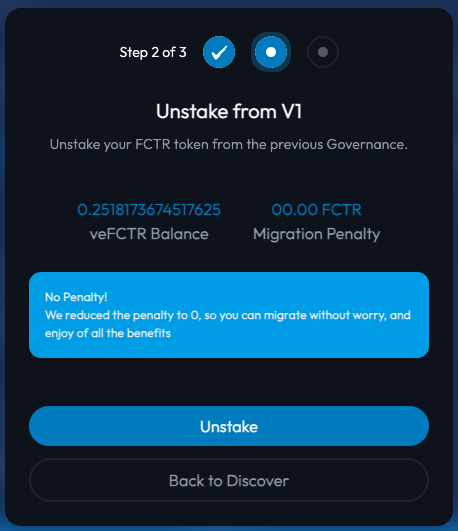 Step 2 of 3
Unstake from V1
Unstake your FCTR token from the previous Governance.
0.2518173674517625 00.00 FCTR
veFCTR Balance Migration Penalty
No Penalty!
We reduced the penalty to 0, so you can migrate without worry, and
enjoy of all the benefits
Unstake
Back to Discover